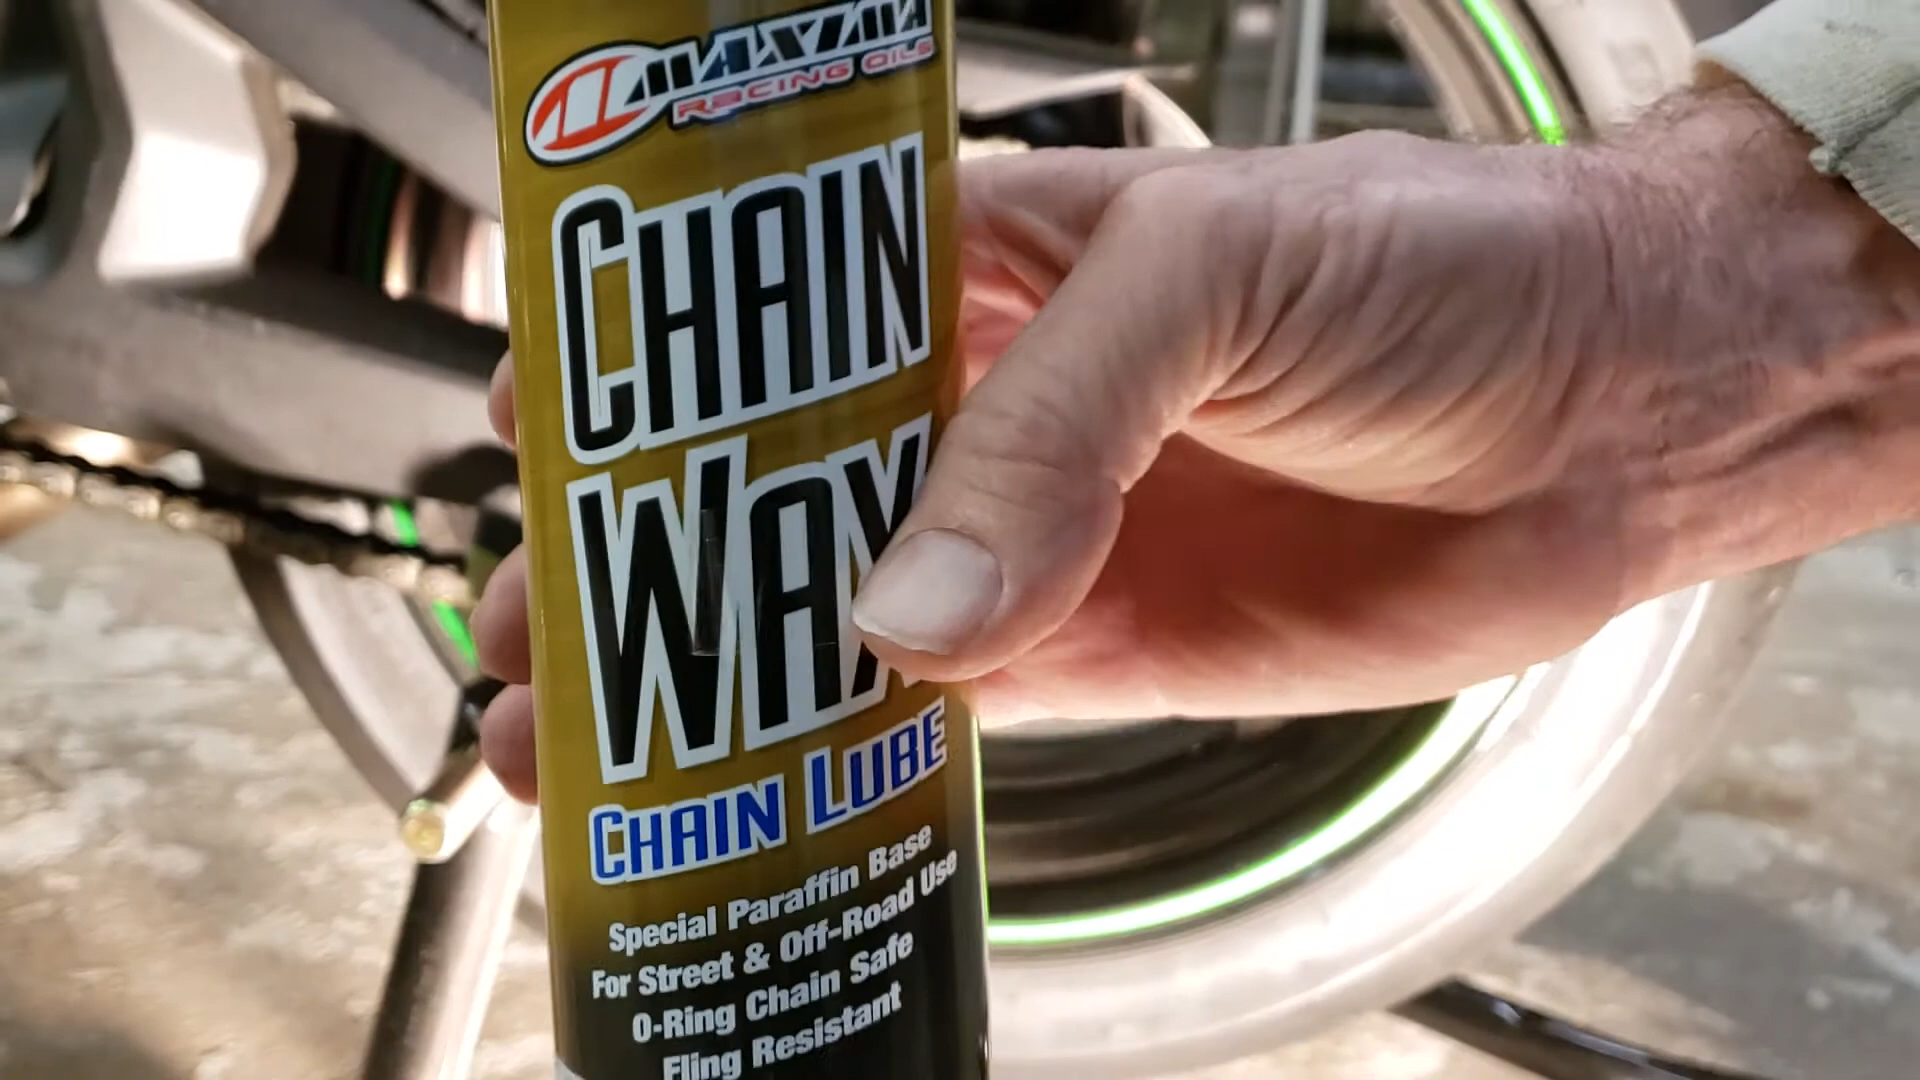 MAXIMA
RACING OILS
CHAIN
WAX
CHAIN LUBE
Special Paraffin Base
For Street & Off-Road Use
O-Ring Chain Safe
Fling Resistant